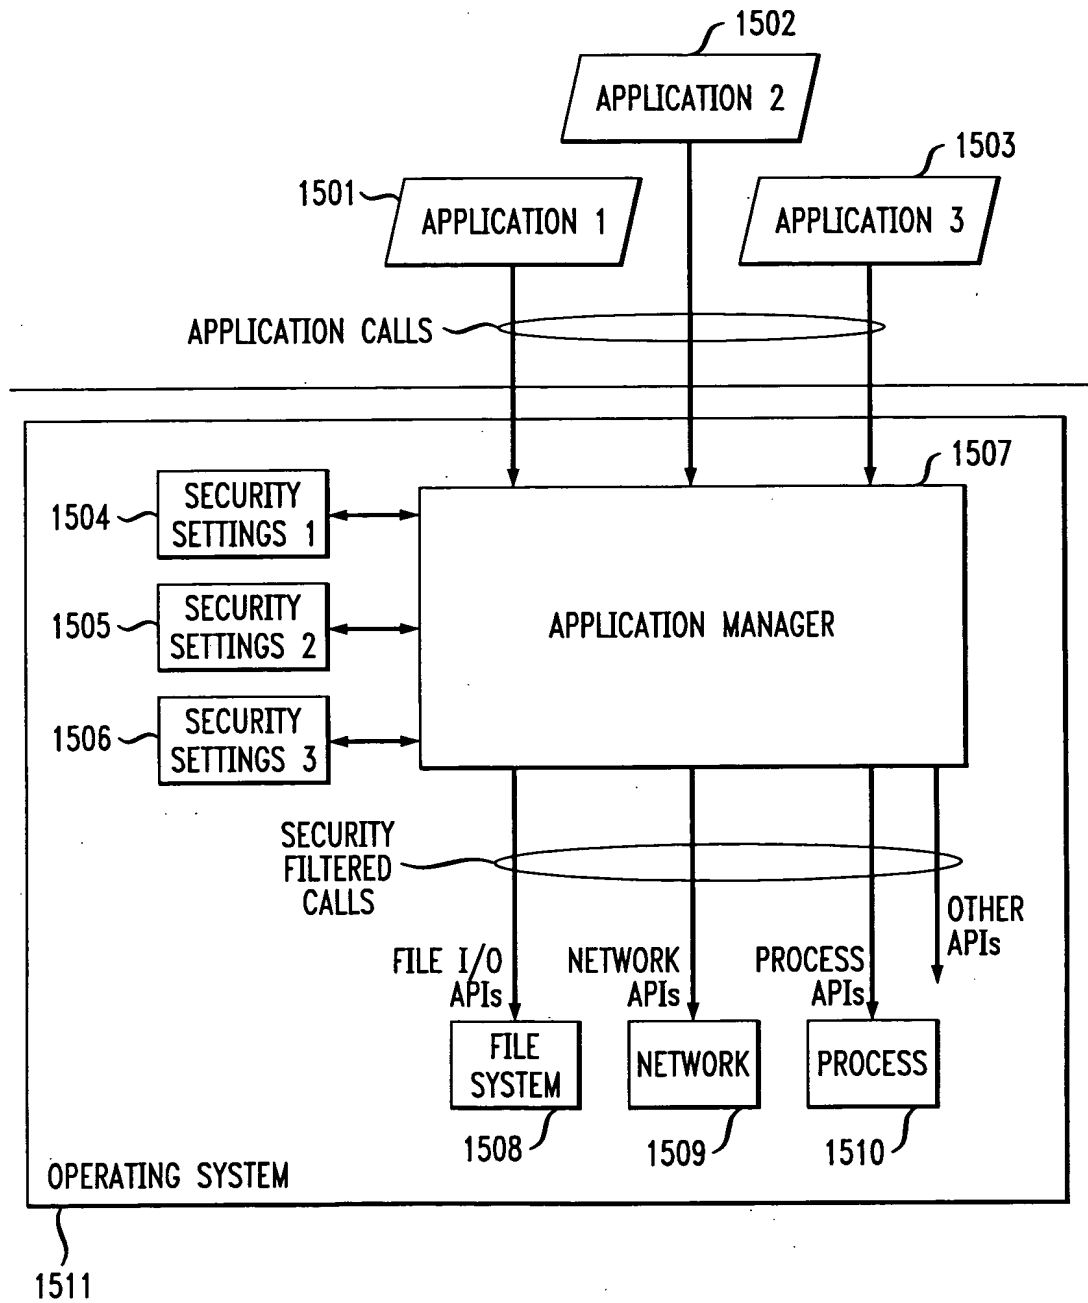 1502
APPLICATION 2
1503
1501
APPLICATION 1
APPLICATION 3
APPLICATION CALLS
1507
1504
SECURITY
SETTINGS 1
1505
SECURITY
SETTINGS 2
APPLICATION MANAGER
1506
SECURITY
SETTINGS 3
SECURITY
FILTERED
CALLS
OTHER
APIs
FILE I/O
APIs
NETWORK
APIs
PROCESS
APIs
FILE
SYSTEM
NETWORK
PROCESS
1508
1509
1510
OPERATING SYSTEM
1511